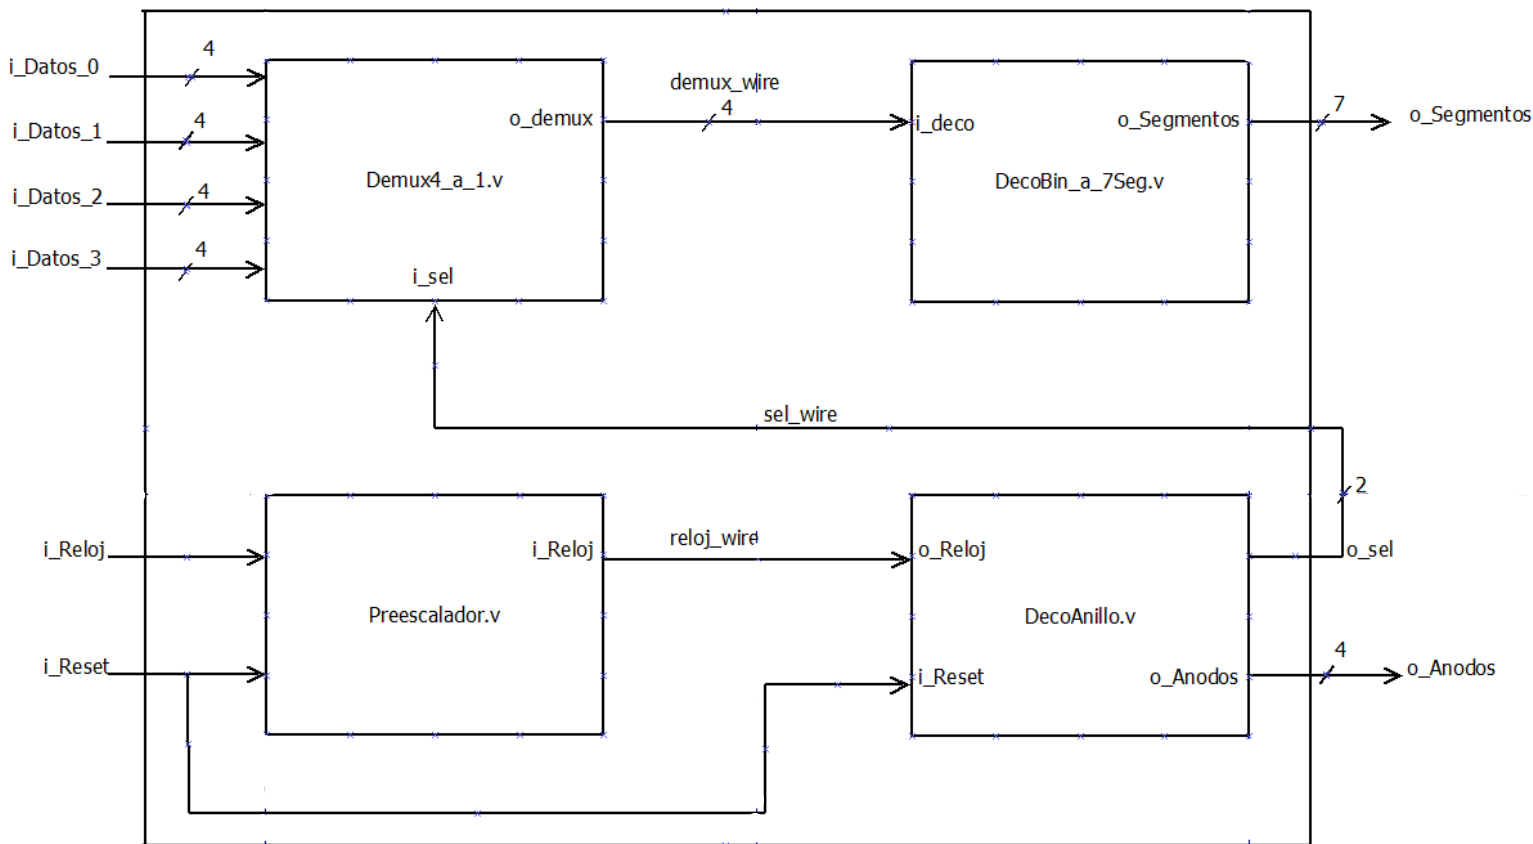 i_Datos_0
4
i_Datos_1
4
i_Datos_2
4
i_Datos_3
4
o_demux
Demux4_a_1.v
i_sel
demux_wire
4
i_deco
o_Segmentos
DecoBin_a_7Seg.v
7
o_Segmentos
sel_wire
2
i_Reloj
i_Reset
i_Reloj
Preescalador.v
reloj_wire
o_Reloj
DecoAnillo.v
i_Reset
o_Anodos
o_sel
4
o_Anodos